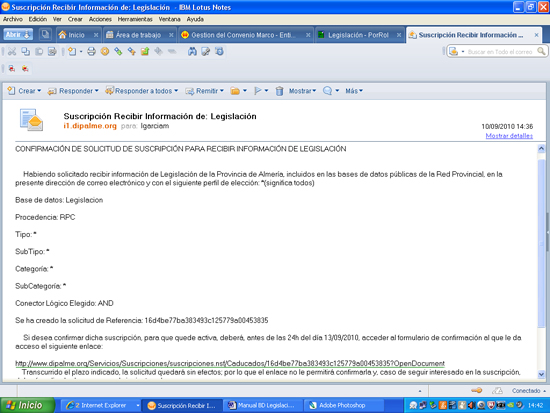 Suscripción Recibir Información de: Legislación - IBM Lotus Notes
Archivo Edición Ver Crear Acciones Herramientas Ventana Ayuda
Abrir Inicio Área de trabajo Gestion del Convenio Marco - Enti... Legislación - PorRol Suscripción Recibir Información ...
Buscar en Todo el correo
Crear Responder Responder a todos Remitir Mostrar Más
Suscripción Recibir Información de: Legislación
i1.dipalme.org para: lgarciam 10/09/2010 14:36
Mostrar detalles
CONFIRMACIÓN DE SOLICITUD DE SUSCRIPCIÓN PARA RECIBIR INFORMACIÓN DE LEGISLACIÓN
Habiendo solicitado recibir información de Legislación de la Provincia de Almería, incluidos en las bases de datos públicas de la Red Provincial, en la
presente dirección de correo electrónico y con el siguiente perfil de elección: *(significa todos)
Base de datos: Legislacion
Procedencia: RPC
Tipo: *
SubTipo: *
Categoría: *
SubCategoría: *
Conector Lógico Elegido: AND
Se ha creado la solicitud de Referencia: 16d4be77ba383493c125779a00453835
Si desea confirmar dicha suscripción, para que quede activa, deberá, antes de las 24h del día 13/09/2010, acceder al formulario de confirmación al que le da
acceso el siguiente enlace:
http://www.dipalme.org/Servicios/Suscripciones/suscripciones.nsf/Caducados/16d4be77ba383493c125779a00453835?OpenDocument
Transcurrido el plazo indicado, la solicitud quedará sin efectos; por lo que el enlace no le permitirá confirmarla y, caso de seguir interesado en la suscripción,
Conectado
Inicio 2 Internet Explorer Suscripción Recibir I... Manual BD Legislaci... Adobe Photoshop 14:42